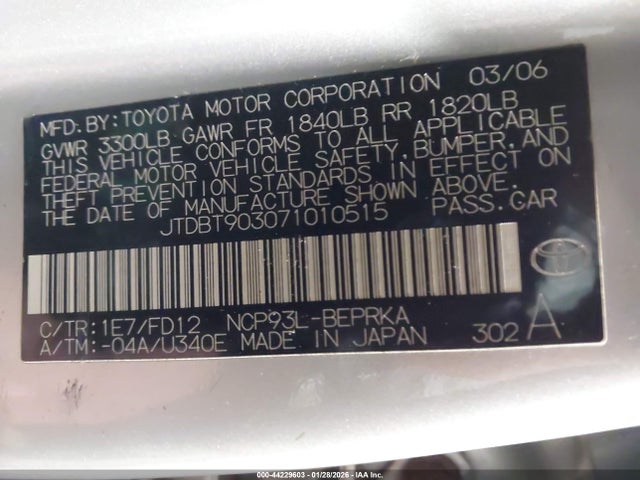 MFD.BY:TOYOTA MOTOR CORPORATION 03/06
GVWR 3300LB GAWR FR 1840LB RR 1820LB
THIS VEHICLE CONFORMS TO ALL APPLICABLE
FEDERAL MOTOR VEHICLE SAFETY, BUMPER, AND
THEFT PREVENTION STANDARDS IN EFFECT ON
THE DATE OF MANUFACTURE SHOWN ABOVE.
JTDBT903071010515 PASS.CAR
C/TR:1E7/FD12 NCP93L-BEPRKA
A/TM:-04A/U340E MADE IN JAPAN 302 A
000-44229603 - 01/28/2026 - IAA Inc.